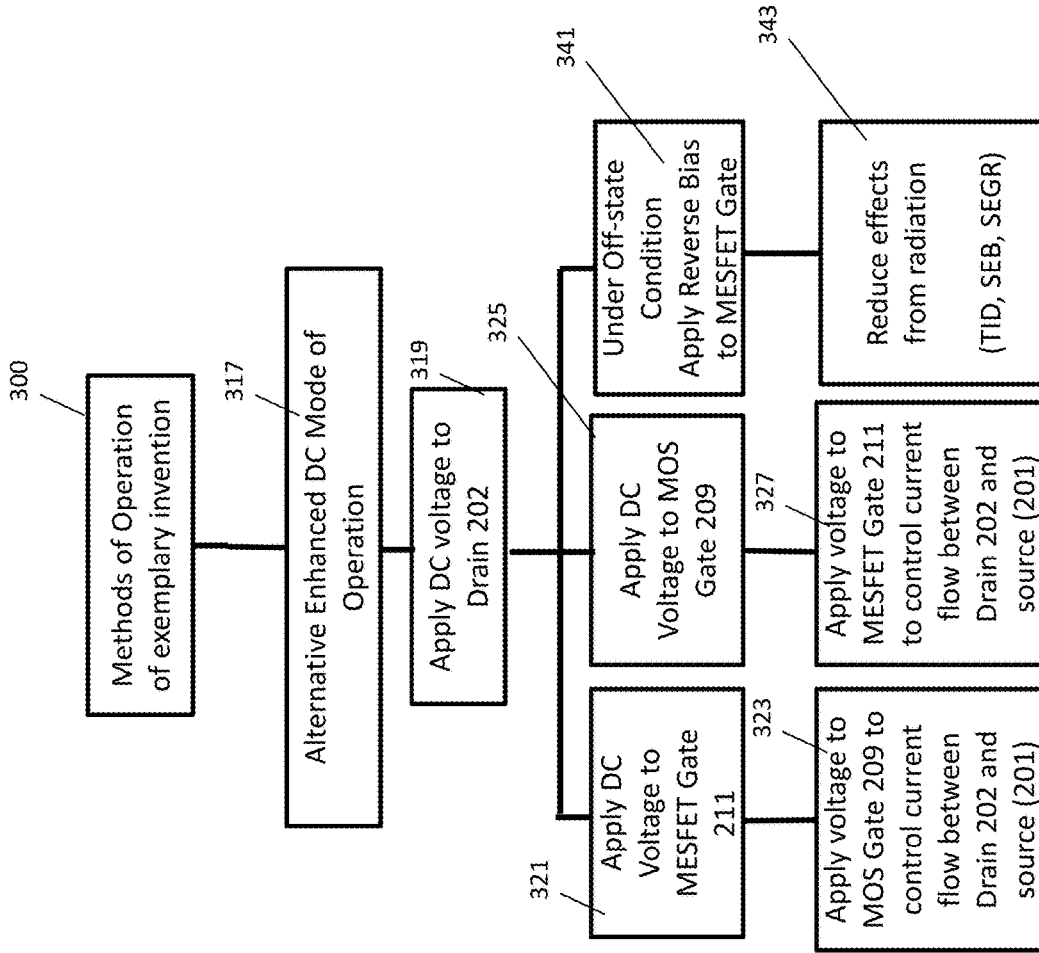 300
Methods of Operation
of exemplary invention
317
Alternative Enhanced DC Mode of
Operation
319
Apply DC voltage to
Drain 202
321
Apply DC
Voltage to
MESFET Gate
211
323
Apply voltage to
MOS Gate 209 to
control current
flow between
Drain 202 and
source (201)
325
Apply DC
Voltage to MOS
Gate 209
327
Apply voltage to
MESFET Gate 211
to control current
flow between
Drain 202 and
source (201)
341
Under Off-state
Condition
Apply Reverse Bias
to MESFET Gate
343
Reduce effects
from radiation
(TID, SEB, SEGR)